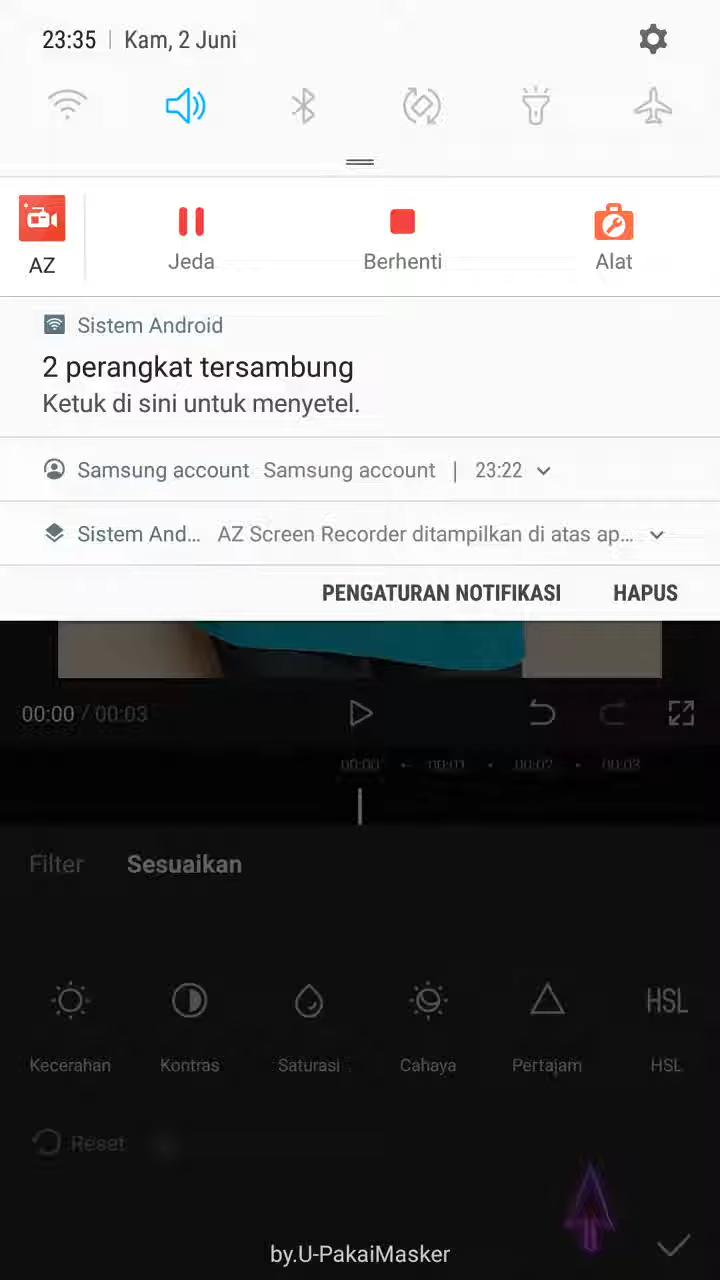 23:35 | Kam, 2 Juni
AZ
Jeda
Berhenti
Alat
Sistem Android
2 perangkat tersambung
Ketuk di sini untuk menyetel.
Samsung account Samsung account | 23:22
Sistem And... AZ Screen Recorder ditampilkan di atas ap...
PENGATURAN NOTIFIKASI HAPUS
00:00 / 00:03
00:00 00:01 00:02 00:03
Filter Sesuaikan
HSL
Kecerahan Kontras Saturasi Cahaya Pertajam HSL
Reset
by.U-PakaiMasker